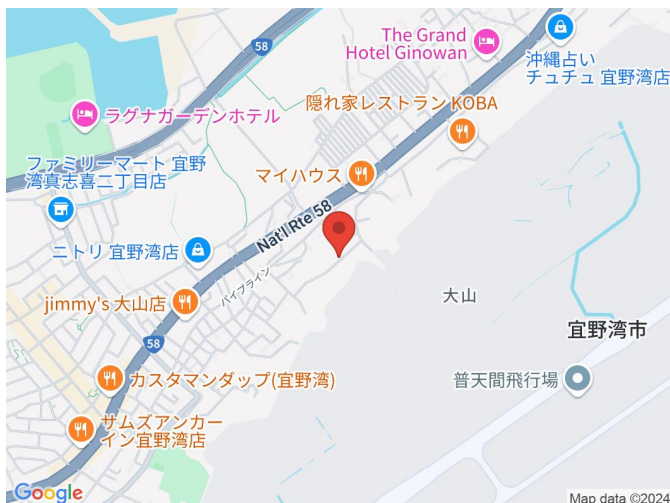 58
The Grand
Hotel Ginowan
沖縄占い
チュチュ 宜野湾店
隠れ家レストラン KOBA
ラグナガーデンホテル
ファミリーマート 宜野
湾真志喜二丁目店
マイハウス
Nat'l Rte 58
ニトリ 宜野湾店
パイプライン
大山
jimmy's 大山店
宜野湾市
58
カスタマンダップ(宜野湾)
普天間飛行場
サムズアンカー
イン宜野湾店
Google
Map data ©2024